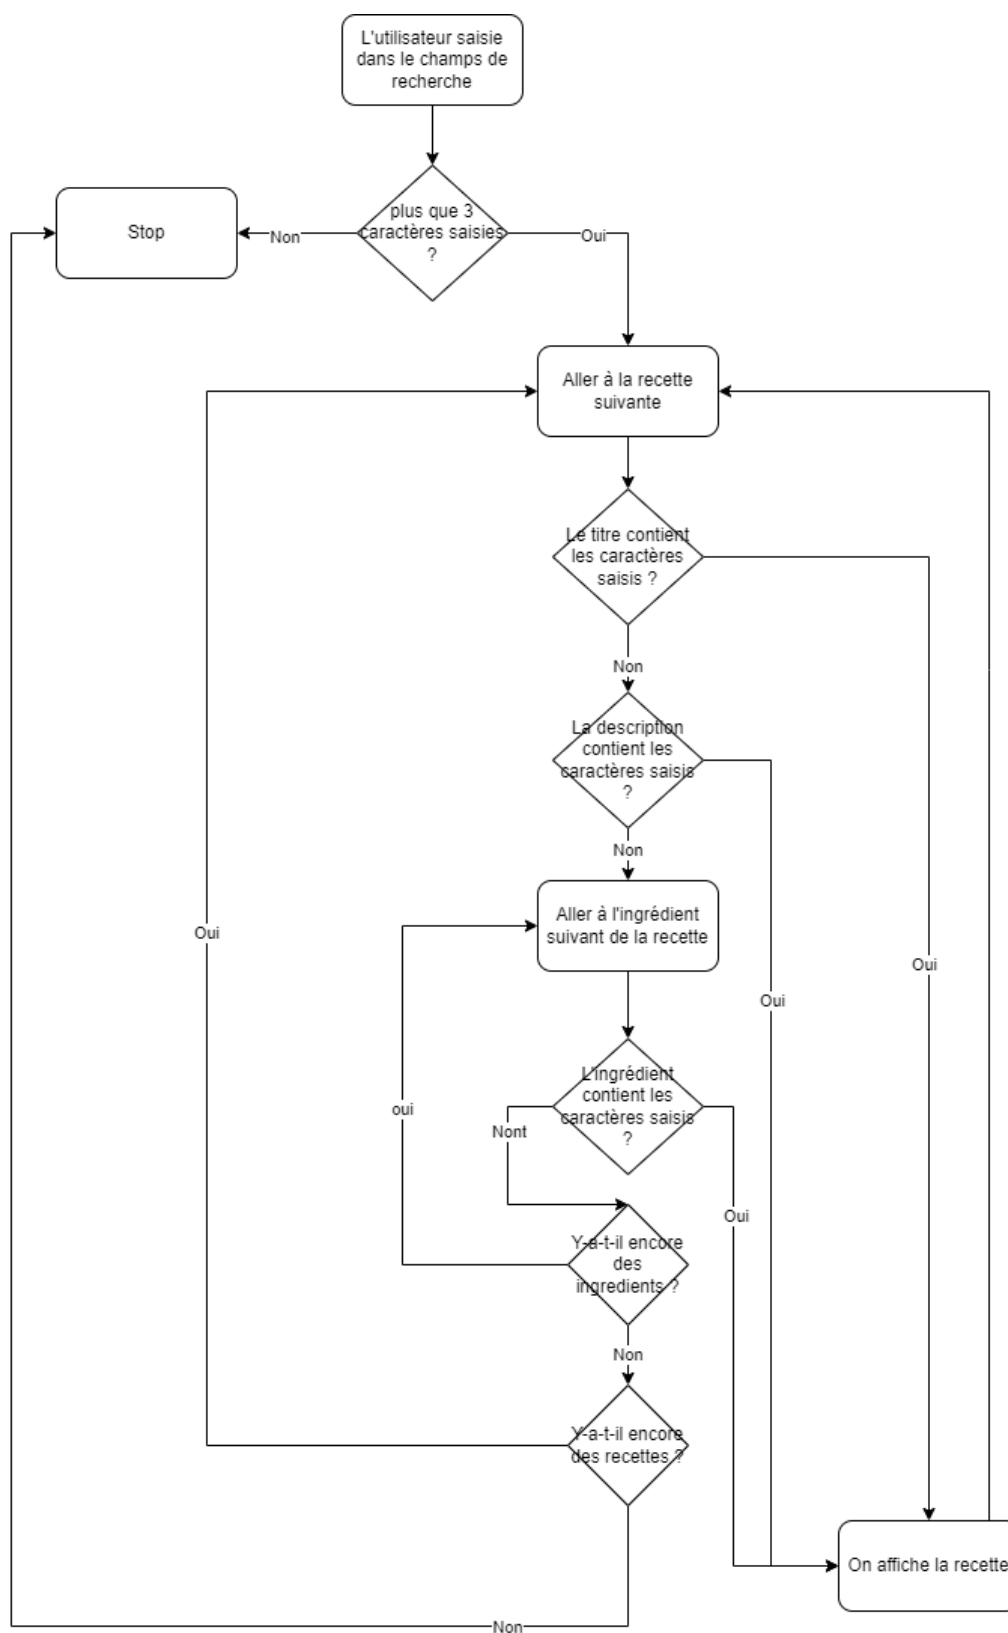 L'utilisateur saisie
dans le champs de
recherche
Stop
Non
plus que 3
caractères saisies
?
Oui
Aller à la recette
suivante
Le titre contient
les caractères
saisis ?
Non
La description
contient les
caractères saisis
?
Non
Aller à l'ingrédient
suivant de la recette
Oui
Oui
Oui
L'ingrédient
contient les
caractères saisis
?
oui
Nont
Oui
Y-a-t-il encore
des
ingredients ?
Non
Y-a-t-il encore
des recettes ?
On affiche la recette
Non